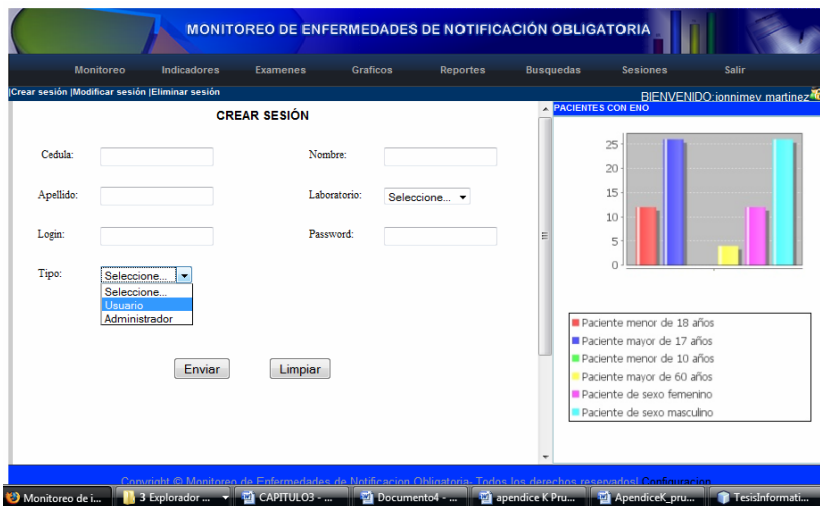 MONITOREO DE ENFERMEDADES DE NOTIFICACIÓN OBLIGATORIA
Monitoreo Indicadores Examenes Graficos Reportes Busquedas Sesiones Salir
|Crear sesión |Modificar sesión |Eliminar sesión
BIENVENIDO:jonnimey martinez
CREAR SESIÓN
Cedula: Nombre:
Apellido: Laboratorio: Seleccione...
Login: Password:
Tipo: Seleccione...
Seleccione...
Usuario
Administrador
Enviar Limpiar
PACIENTES CON ENO
25
20
15
10
5
0
Paciente menor de 18 años
Paciente mayor de 17 años
Paciente menor de 10 años
Paciente mayor de 60 años
Paciente de sexo femenino
Paciente de sexo masculino
Copyright © Monitoreo de Enfermedades de Notificacion Obligatoria- Todos los derechos reservados| Configuracion
Monitoreo de i... 3 Explorador ... CAPITULO3 - ... Documento4 - ... apendice K Pru... ApendiceK_pru... TesisInformati...